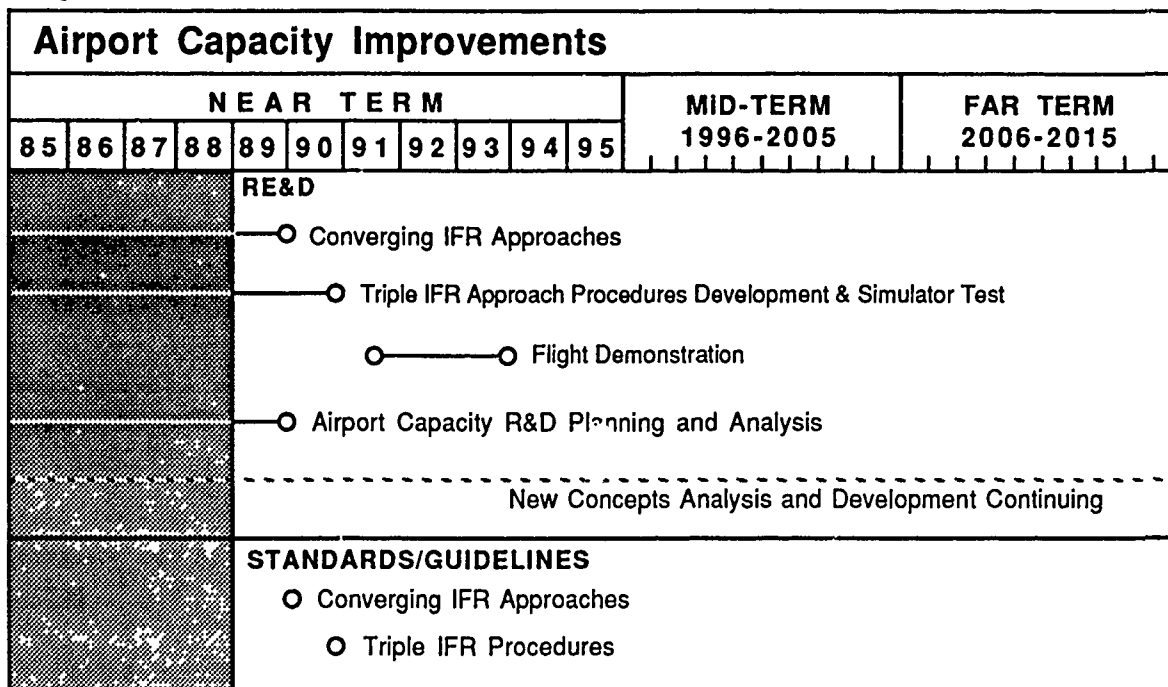 Airport Capacity Improvements
NEAR TERM
MID-TERM
1996-2005
FAR TERM
2006-2015
85 86 87 88 89 90 91 92 93 94 95
RE&D
Converging IFR Approaches
Triple IFR Approach Procedures Development & Simulator Test
Flight Demonstration
Airport Capacity R&D Planning and Analysis
New Concepts Analysis and Development Continuing
STANDARDS/GUIDELINES
Converging IFR Approaches
Triple IFR Procedures